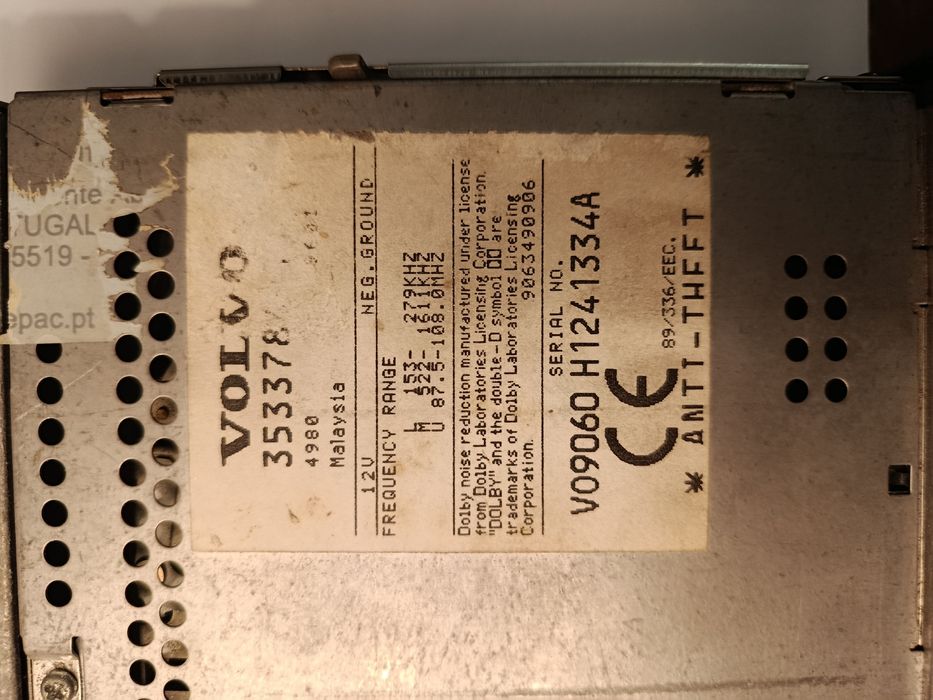 VOLVO
353378
4980
Malaysia
12V NEG.GROUND
FREQUENCY RANGE
L 153- 279KHZ
M 522- 1611KHZ
U 87.5-108.0MHZ
Dolby noise reduction manufactured under license
from Dolby Laboratories Licensing Corporation.
"DOLBY" and the double-D symbol are
trademarks of Dolby Laboratories Licensing
Corporation. 9063490906
SERIAL NO.
VO9060 H1241334A
CE 89/336/EEC.
* ANTI-THEFT *
TUGAL
5519 -
epac.pt